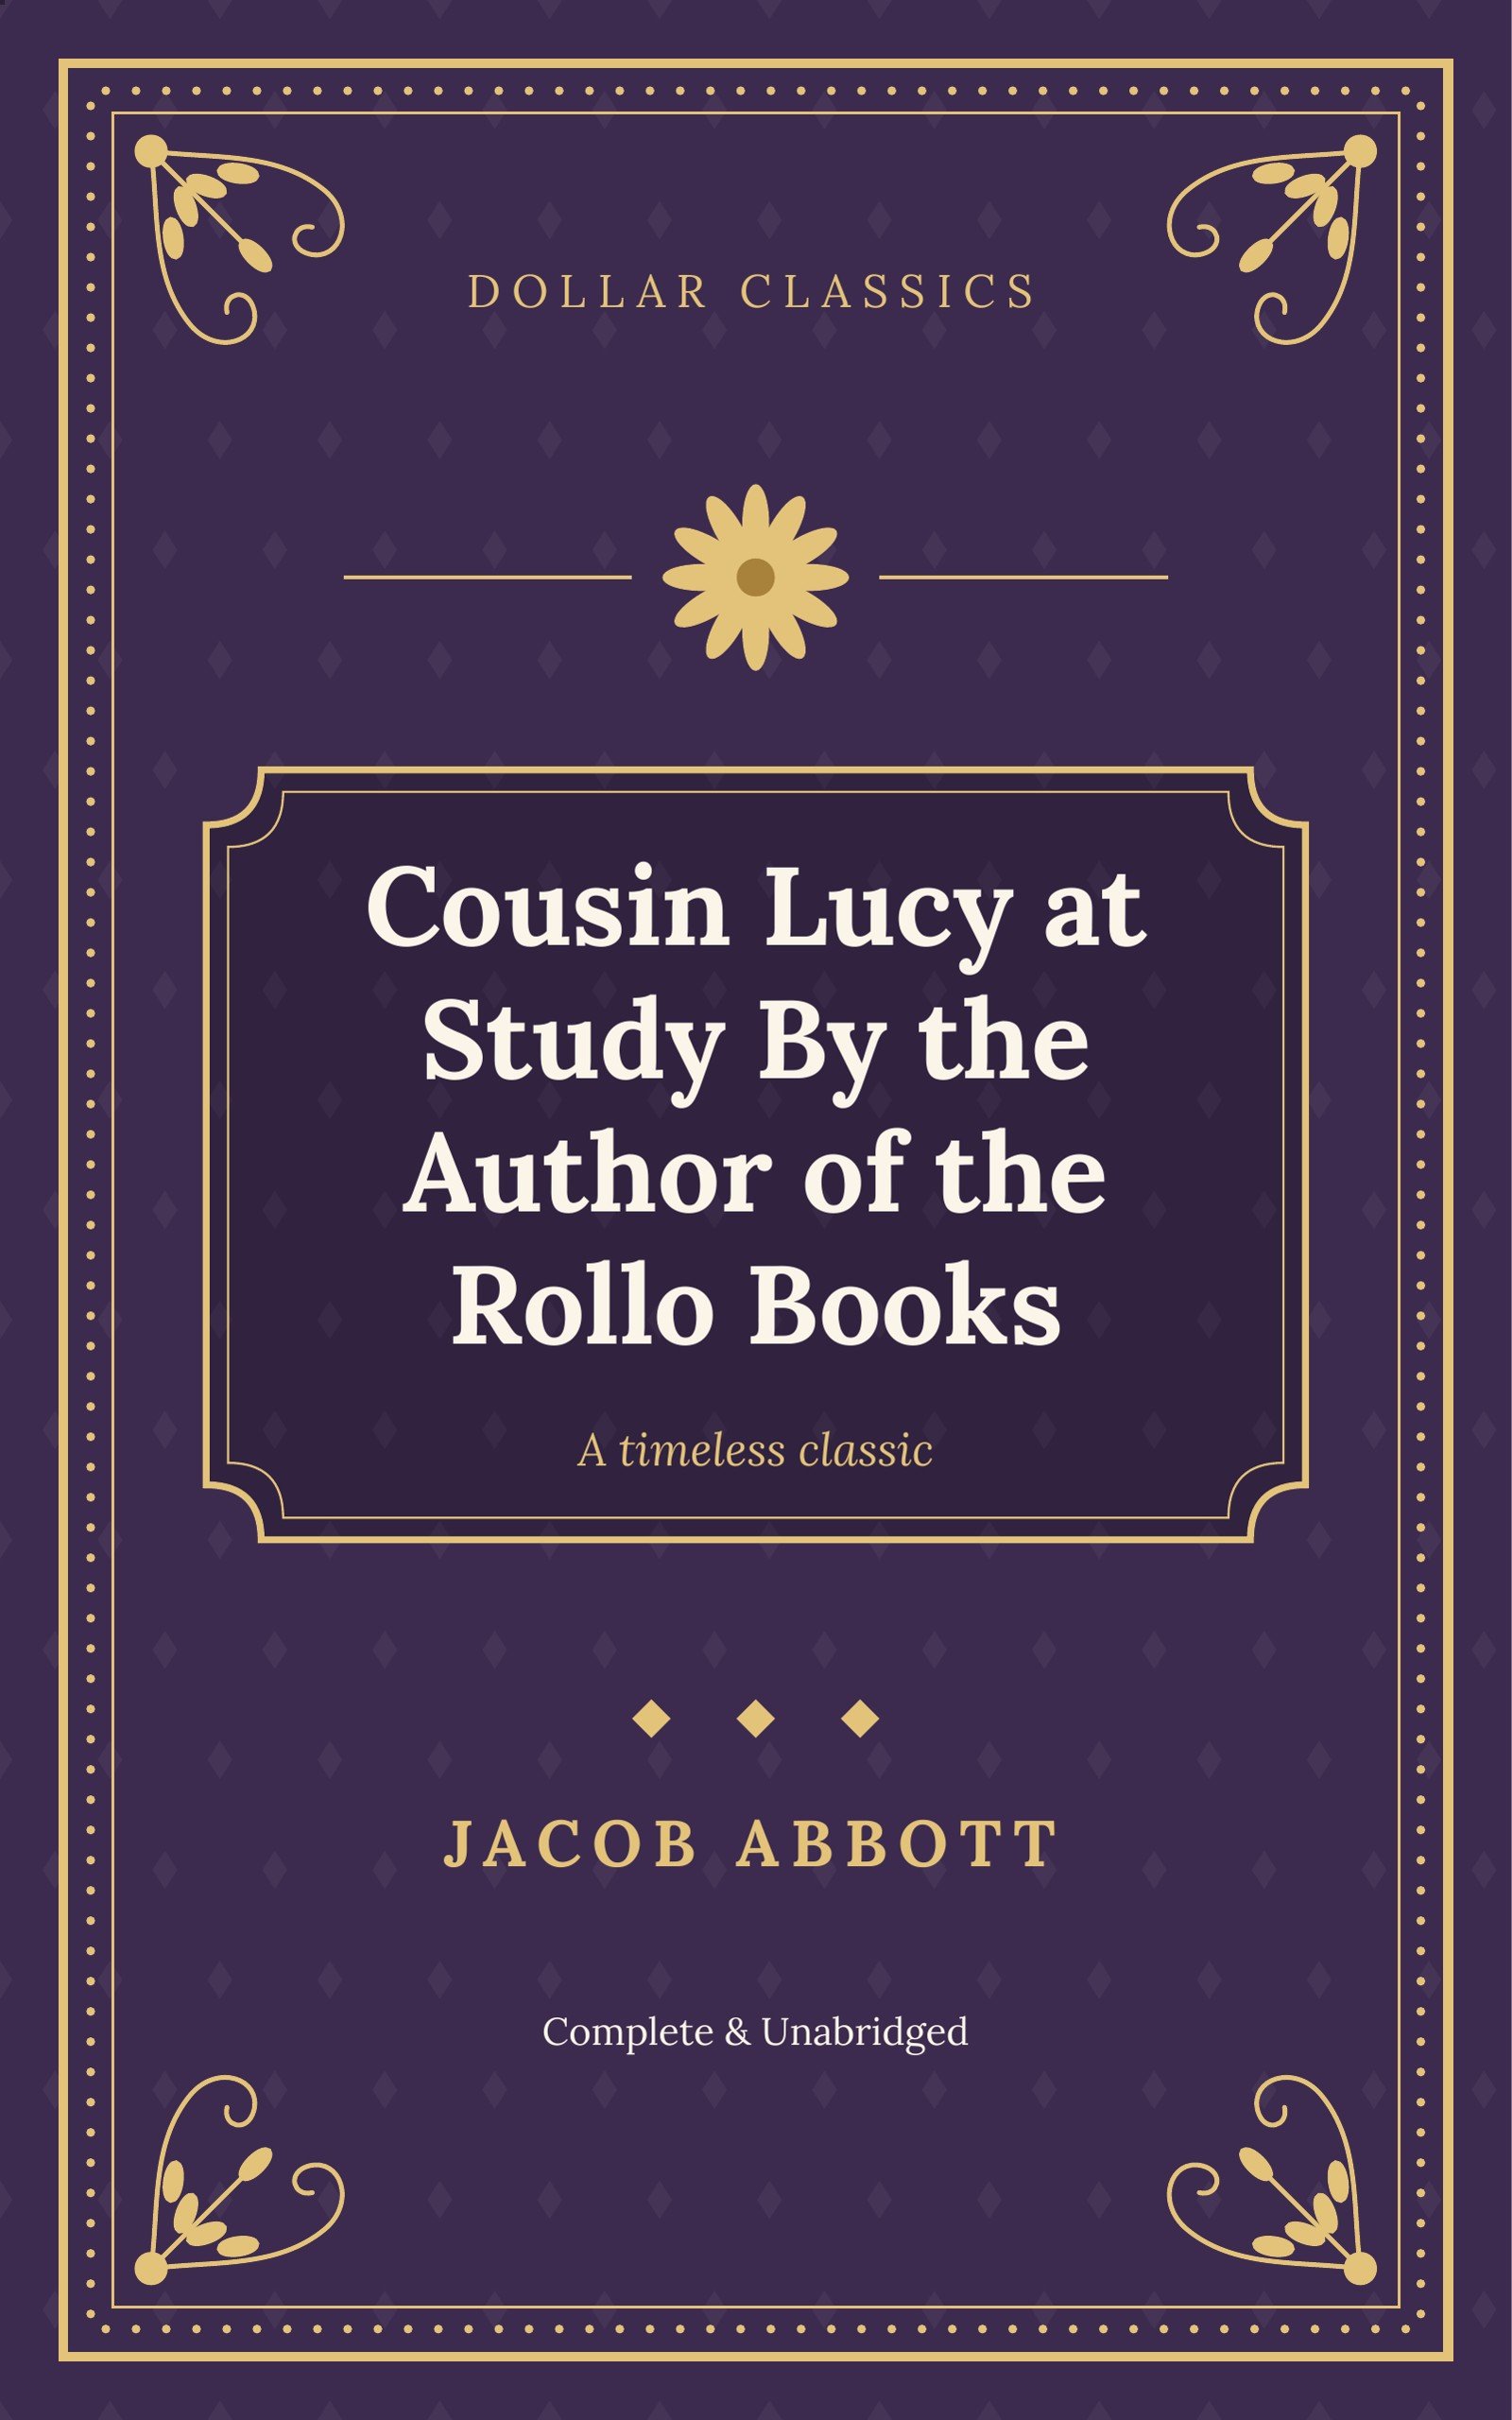 DOLLAR CLASSICS
Cousin Lucy at
Study By the
Author of the
Rollo Books
A timeless classic
JACOB ABBOTT
Complete & Unabridged